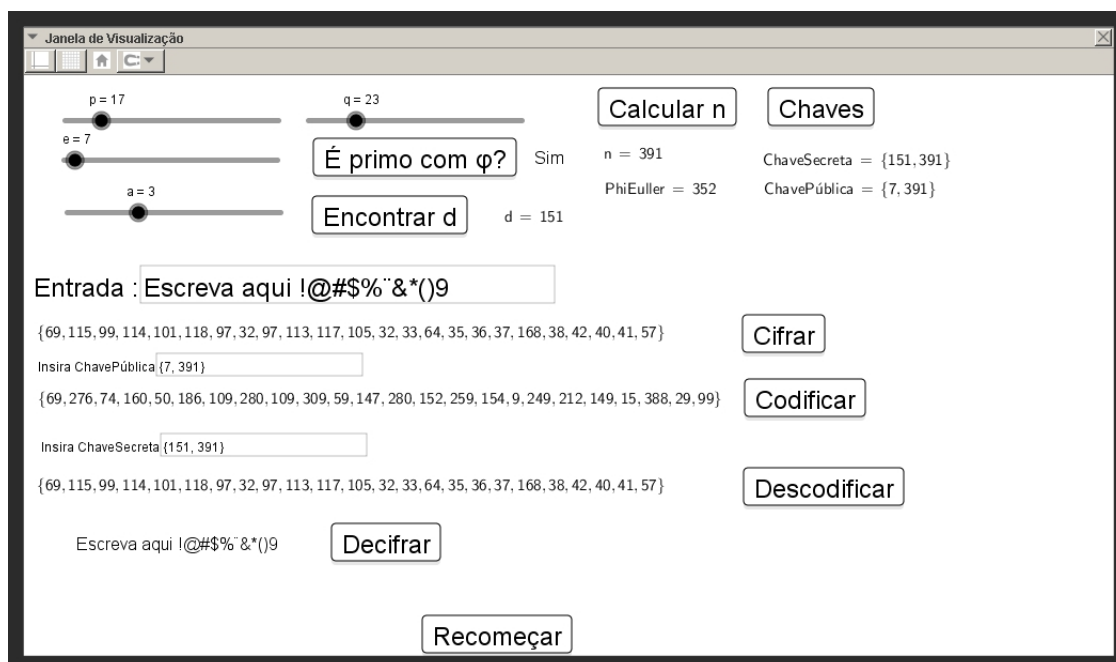 Janela de Visualização
p = 17
q = 23
Calcular n
Chaves
e = 7
É primo com φ?
Sim
n = 391
ChaveSecreta = {151, 391}
a = 3
PhiEuller = 352
ChavePública = {7, 391}
Encontrar d
d = 151
Entrada : Escreva aqui !@#$%¨&*()9
{69, 115, 99, 114, 101, 118, 97, 32, 97, 113, 117, 105, 32, 33, 64, 35, 36, 37, 168, 38, 42, 40, 41, 57}
Cifrar
Insira ChavePública {7, 391}
{69, 276, 74, 160, 50, 186, 109, 280, 109, 309, 59, 147, 280, 152, 259, 154, 9, 249, 212, 149, 15, 388, 29, 99}
Codificar
Insira ChaveSecreta {151, 391}
{69, 115, 99, 114, 101, 118, 97, 32, 97, 113, 117, 105, 32, 33, 64, 35, 36, 37, 168, 38, 42, 40, 41, 57}
Descodificar
Escreva aqui !@#$%¨&*()9
Decifrar
Recomeçar